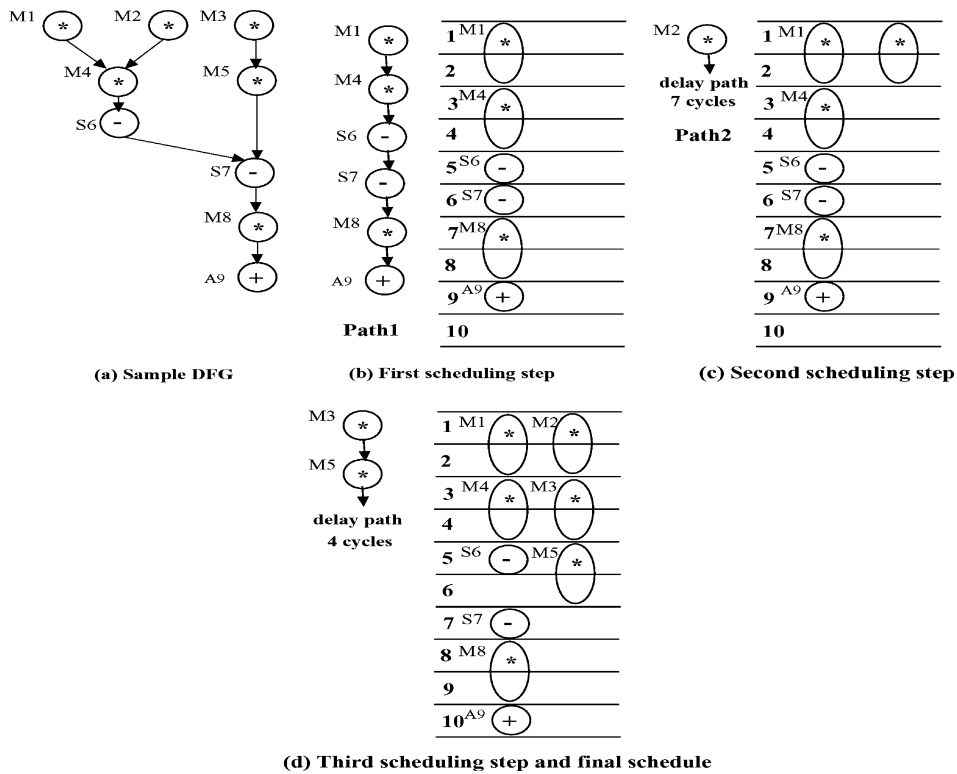 M1 M2 M3
* * *
M4 * M5 *
S6 -
S7 -
M8 *
A9 +
(a) Sample DFG
M1 *
M4 *
S6 -
S7 -
M8 *
A9 +
Path1
1 M1 *
2
3 M4 *
4
5 S6 -
6 S7 -
7 M8 *
8
9 A9 +
10
(b) First scheduling step
M2 *
delay path
7 cycles
Path2
1 M1 * *
2
3 M4 *
4
5 S6 -
6 S7 -
7 M8 *
8
9 A9 +
10
(c) Second scheduling step
M3 *
M5 *
delay path
4 cycles
1 M1 * M2 *
2
3 M4 * M3 *
4
5 S6 - M5 *
6
7 S7 -
8 M8 *
9
10 A9 +
(d) Third scheduling step and final schedule